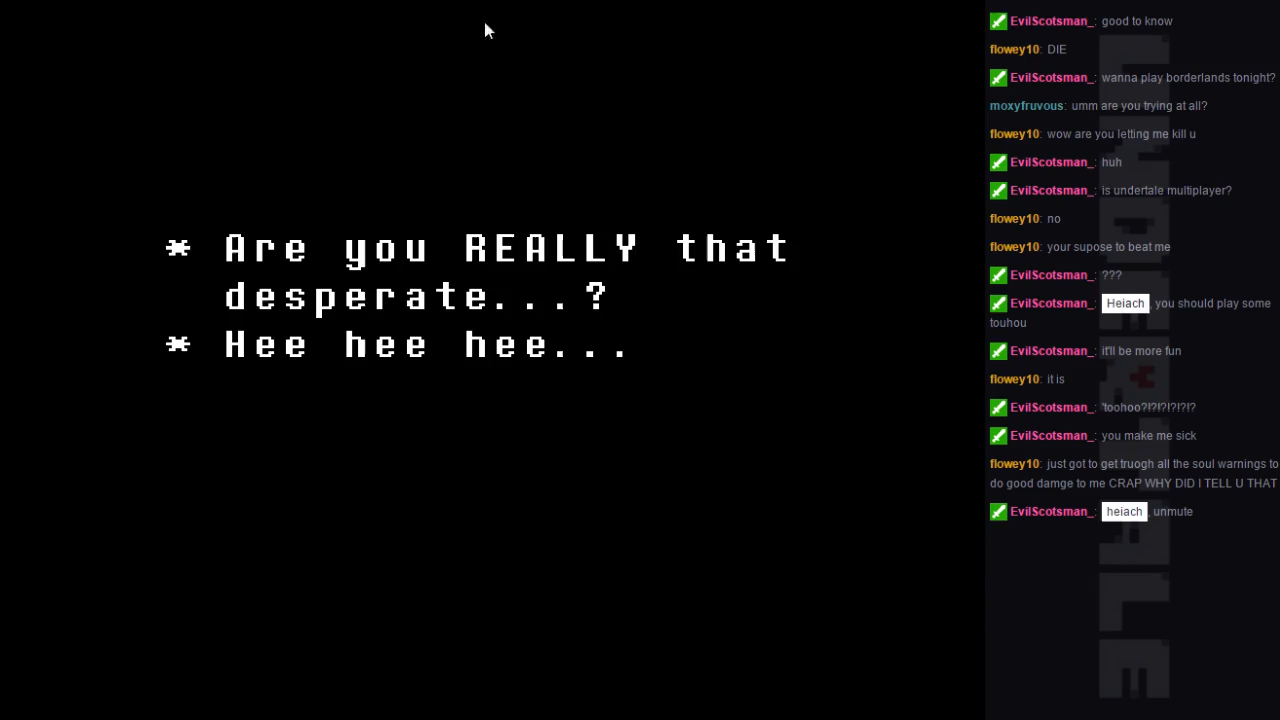 * Are you REALLY that
desperate...?
* Hee hee hee...
EvilScotsman_: good to know
flowey10: DIE
EvilScotsman_: wanna play borderlands tonight?
moxyfruvous: umm are you trying at all?
flowey10: wow are you letting me kill u
EvilScotsman_: huh
EvilScotsman_: is undertale multiplayer?
flowey10: no
flowey10: your supose to beat me
EvilScotsman_: ???
EvilScotsman_: Heiach, you should play some
touhou
EvilScotsman_: it'll be more fun
flowey10: it is
EvilScotsman_: 'toohoo?!?!?!?!?!?
EvilScotsman_: you make me sick
flowey10: just got to get truogh all the soul warnings to
do good damge to me CRAP WHY DID I TELL U THAT
EvilScotsman_: heiach, unmute
UNDERTALE